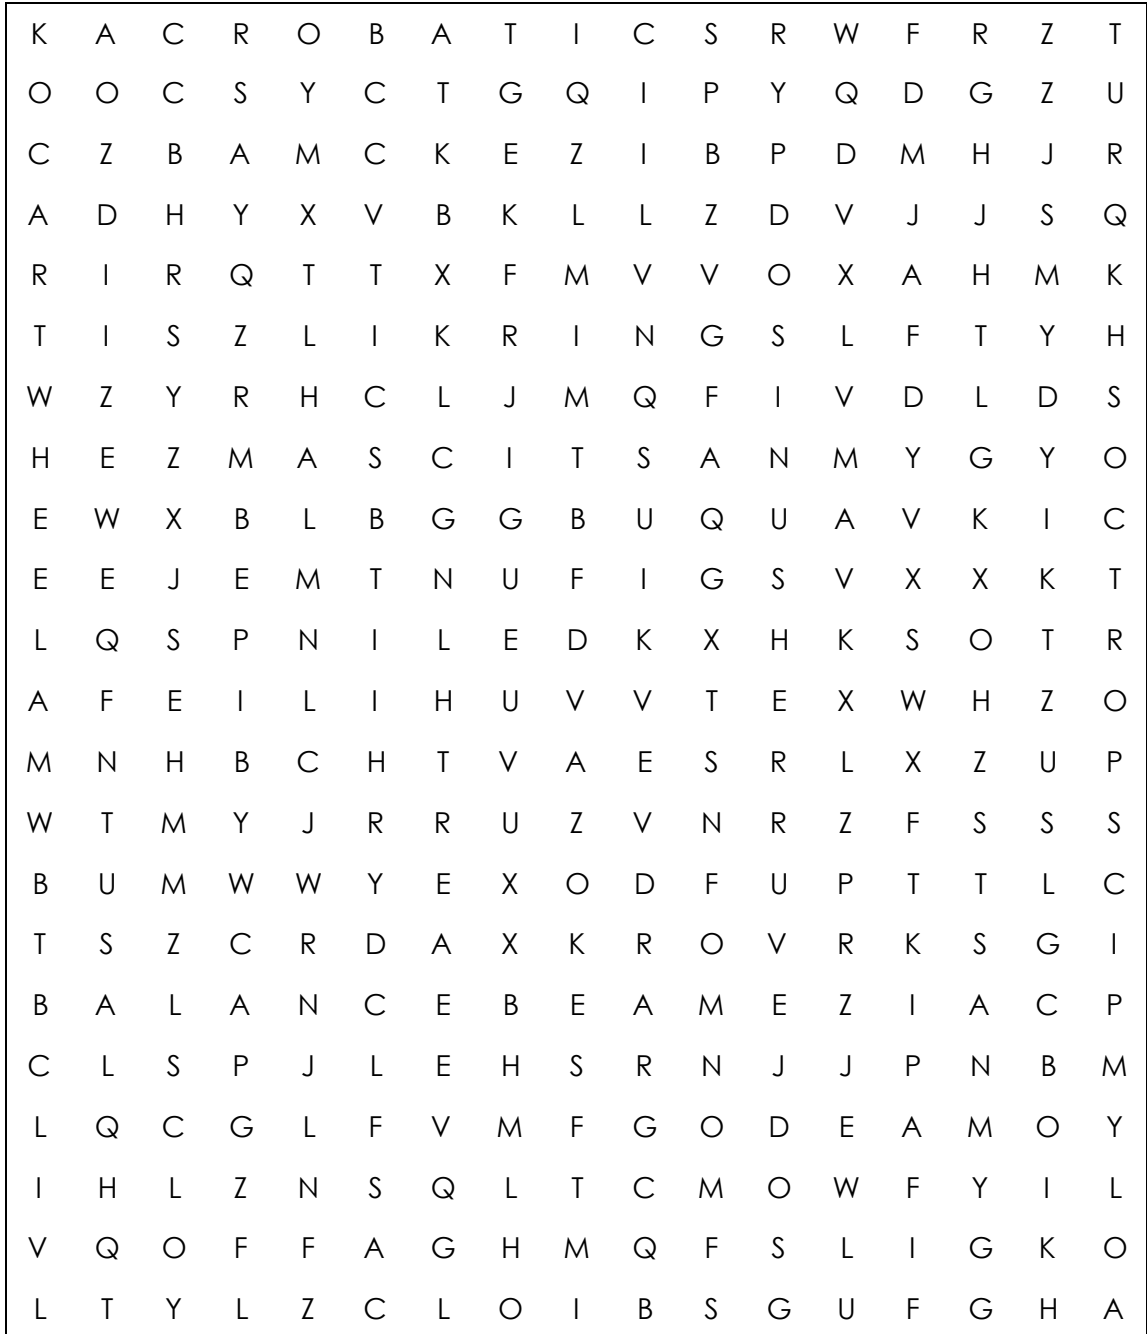 K A C R O B A T I C S R W F R Z T
O O C S Y C T G Q I P Y Q D G Z U
C Z B A M C K E Z I B P D M H J R
A D H Y X V B K L L Z D V J J S Q
R I R Q T T X F M V V O X A H M K
T I S Z L I K R I N G S L F T Y H
W Z Y R H C L J M Q F I V D L D S
H E Z M A S C I T S A N M Y G Y O
E W X B L B G G B U Q U A V K I C
E E J E M T N U F I G S V X X K T
L Q S P N I L E D K X H K S O T R
A F E I L I H U V V T E X W H Z O
M N H B C H T V A E S R L X Z U P
W T M Y J R R U Z V N R Z F S S S
B U M W W Y E X O D F U P T T L C
T S Z C R D A X K R O V R K S G I
B A L A N C E B E A M E Z I A C P
C L S P J L E H S R N J J P N B M
L Q C G L F V M F G O D E A M O Y
I H L Z N S Q L T C M O W F Y I L
V Q O F F A G H M Q F S L I G K O
L T Y L Z C L O I B S G U F G H A